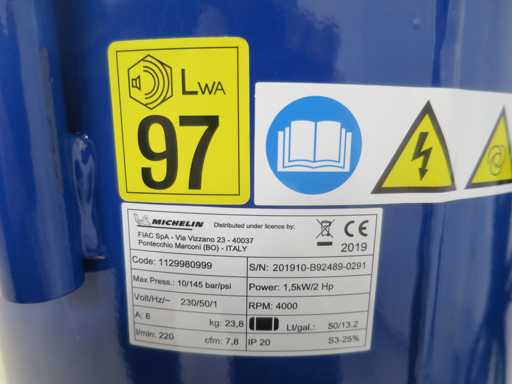 LWA
97
MICHELIN Distributed under licence by:
FIAC SpA - Via Vizzano 23 - 40037
Pontecchio Marconi (BO) - ITALY
CE 2019
Code: 1129980999 S/N: 201910-B92489-0291
Max Press.: 10/145 bar/psi Power: 1,5kW/2 Hp
Volt/Hz/~ 230/50/1 RPM: 4000
A: 8 kg: 23,8 Lt/gal.: 50/13.2
l/min: 220 cfm: 7,8 IP 20 S3-25%